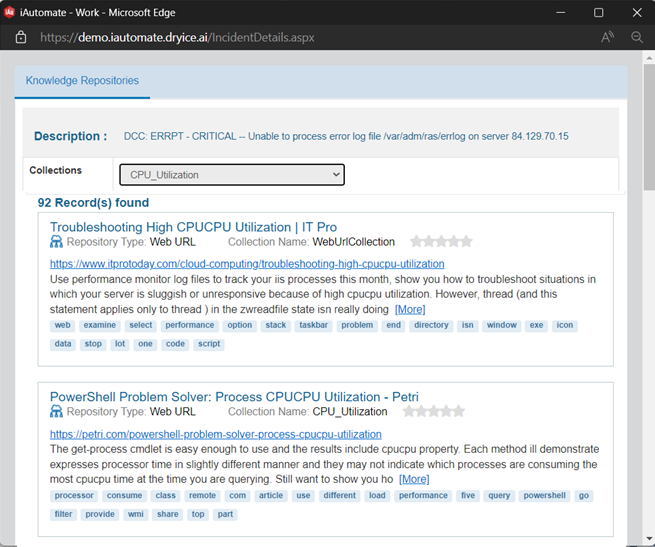 iAutomate - Work - Microsoft Edge
https://demo.iautomate.dryice.ai/IncidentDetails.aspx
Knowledge Repositories
Description : DCC: ERRPT - CRITICAL -- Unable to process error log file /var/adm/ras/errlog on server 84.129.70.15
Collections CPU_Utilization
92 Record(s) found
Troubleshooting High CPUCPU Utilization | IT Pro
Repository Type: Web URL Collection Name: WebUrlCollection
https://www.itprotoday.com/cloud-computing/troubleshooting-high-cpucpu-utilization
Use performance monitor log files to track your iis processes this month, show you how to troubleshoot situations in
which your server is sluggish or unresponsive because of high cpucpu utilization. However, thread (and this
statement applies only to thread ) in the zwreadfile state isn really doing [More]
web examine select performance option stack taskbar problem end directory isn window exe icon
data stop lot one code script
PowerShell Problem Solver: Process CPUCPU Utilization - Petri
Repository Type: Web URL Collection Name: CPU_Utilization
https://petri.com/powershell-problem-solver-process-cpucpu-utilization
The get-process cmdlet is easy enough to use and the results include cpucpu property. Each method ill demonstrate
expresses processor time in slightly different manner and they may not indicate which processes are consuming the
most cpucpu time at the time you are querying. Still want to show you ho [More]
processor consume class remote com article use different load performance five query powershell go
filter provide wmi share top part